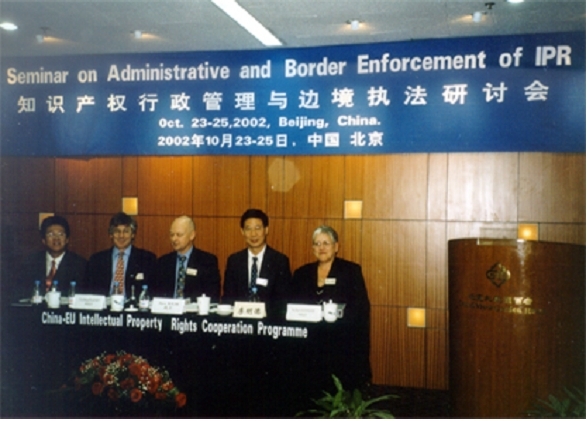 Seminar on Administrative and Border Enforcement of IPR
知识产权行政管理与边境执法研讨会
Oct. 23-25,2002, Beijing, China.
2002年10月23-25日，中国 北京
China-EU Intellectual Property Rights Cooperation Programme